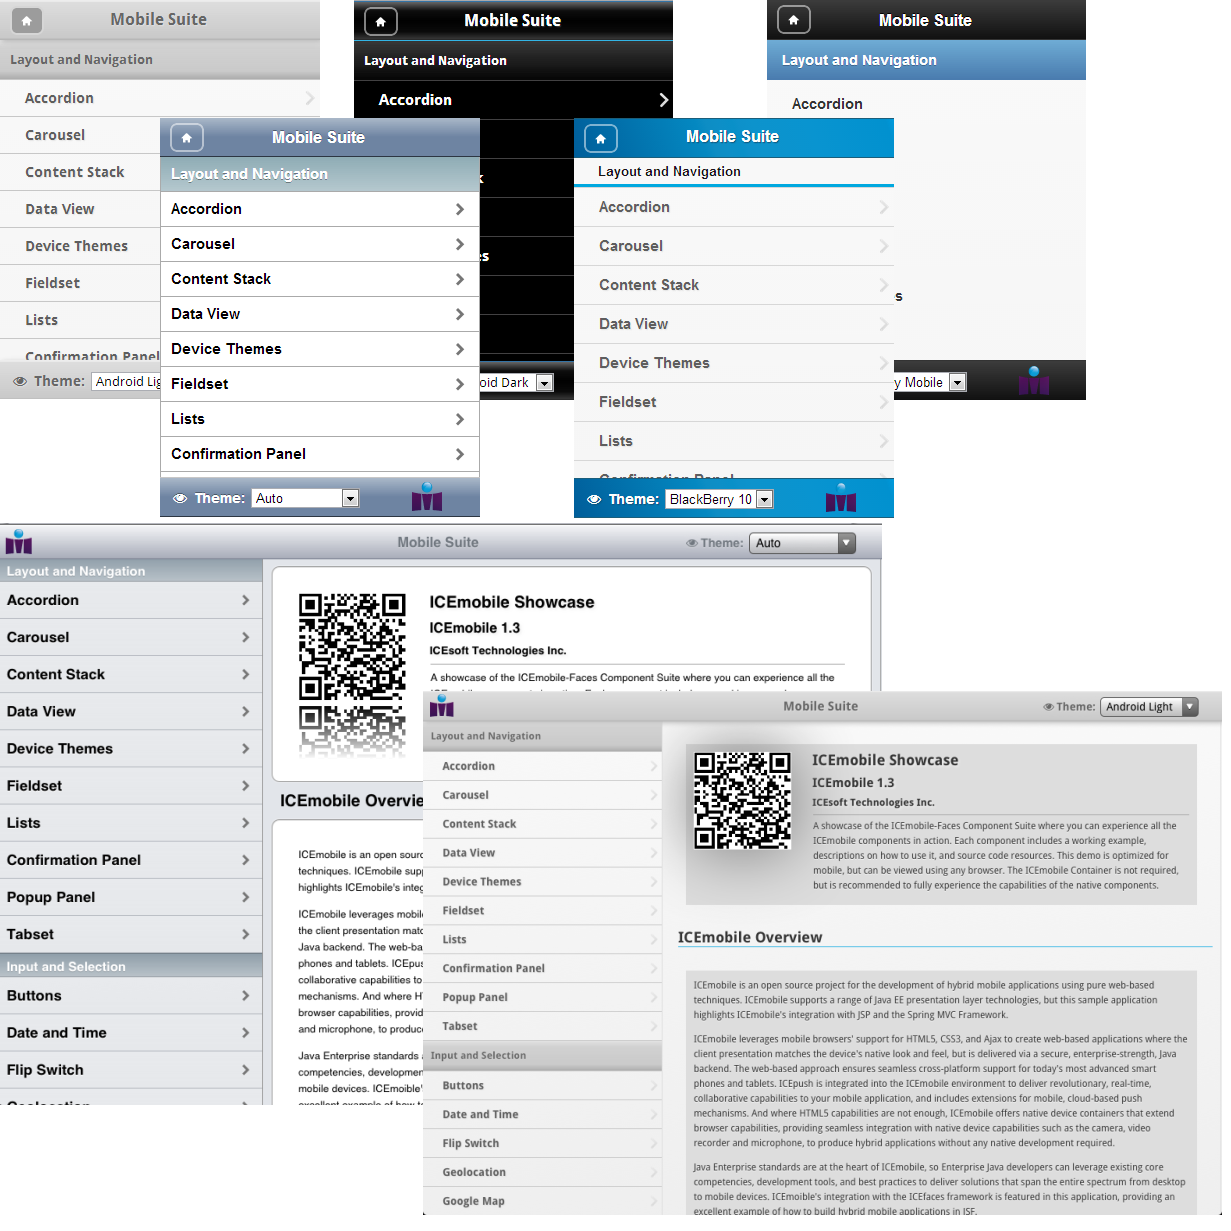 Mobile Suite
Layout and Navigation
Accordion
Carousel
Content Stack
Data View
Device Themes
Fieldset
Lists
Confirmation Panel
Theme: Android Lig
Mobile Suite
Layout and Navigation
Accordion
k
es
oid Dark
Mobile Suite
Layout and Navigation
Accordion
s
y Mobile
Mobile Suite
Layout and Navigation
Accordion
Carousel
Content Stack
Data View
Device Themes
Fieldset
Lists
Confirmation Panel
Theme: Auto
Mobile Suite
Layout and Navigation
Accordion
Carousel
Content Stack
Data View
Device Themes
Fieldset
Lists
Confirmation Panel
Theme: BlackBerry 10
Mobile Suite
Theme: Auto
Layout and Navigation
Accordion
Carousel
Content Stack
Data View
Device Themes
Fieldset
Lists
Confirmation Panel
Popup Panel
Tabset
Input and Selection
Buttons
Date and Time
Flip Switch
Geolocation
ICEmobile Showcase
ICEmobile 1.3
ICEsoft Technologies Inc.
A showcase of the ICEmobile-Faces Component Suite where you can experience all the
ICEmobile Overvie
ICEmobile is an open sourc
techniques. ICEmobile supp
highlights ICEmobile's integ
ICEmobile leverages mobil
the client presentation matc
Java backend. The web-ba
phones and tablets. ICEpus
collaborative capabilities to
mechanisms. And where H
browser capabilities, provid
and microphone, to produc
Java Enterprise standards a
competencies, developmen
mobile devices. ICEmoible'
excellent example of how to
Mobile Suite
Theme: Android Light
Layout and Navigation
Accordion
Carousel
Content Stack
Data View
Device Themes
Fieldset
Lists
Confirmation Panel
Popup Panel
Tabset
Input and Selection
Buttons
Date and Time
Flip Switch
Geolocation
Google Map
ICEmobile Showcase
ICEmobile 1.3
ICEsoft Technologies Inc.
A showcase of the ICEmobile-Faces Component Suite where you can experience all the
ICEmobile components in action. Each component includes a working example,
descriptions on how to use it, and source code resources. This demo is optimized for
mobile, but can be viewed using any browser. The ICEmobile Container is not required,
but is recommended to fully experience the capabilities of the native components.
ICEmobile Overview
ICEmobile is an open source project for the development of hybrid mobile applications using pure web-based
techniques. ICEmobile supports a range of Java EE presentation layer technologies, but this sample application
highlights ICEmobile's integration with JSP and the Spring MVC Framework.
ICEmobile leverages mobile browsers' support for HTML5, CSS3, and Ajax to create web-based applications where the
client presentation matches the device's native look and feel, but is delivered via a secure, enterprise-strength, Java
backend. The web-based approach ensures seamless cross-platform support for today's most advanced smart
phones and tablets. ICEpush is integrated into the ICEmobile environment to deliver revolutionary, real-time,
collaborative capabilities to your mobile application, and includes extensions for mobile, cloud-based push
mechanisms. And where HTML5 capabilities are not enough, ICEmobile offers native device containers that extend
browser capabilities, providing seamless integration with native device capabilities such as the camera, video
recorder and microphone, to produce hybrid applications without any native development required.
Java Enterprise standards are at the heart of ICEmobile, so Enterprise Java developers can leverage existing core
competencies, development tools, and best practices to deliver solutions that span the entire spectrum from desktop
to mobile devices. ICEmoible's integration with the ICEfaces framework is featured in this application, providing an
excellent example of how to build hybrid mobile applications in JSF.